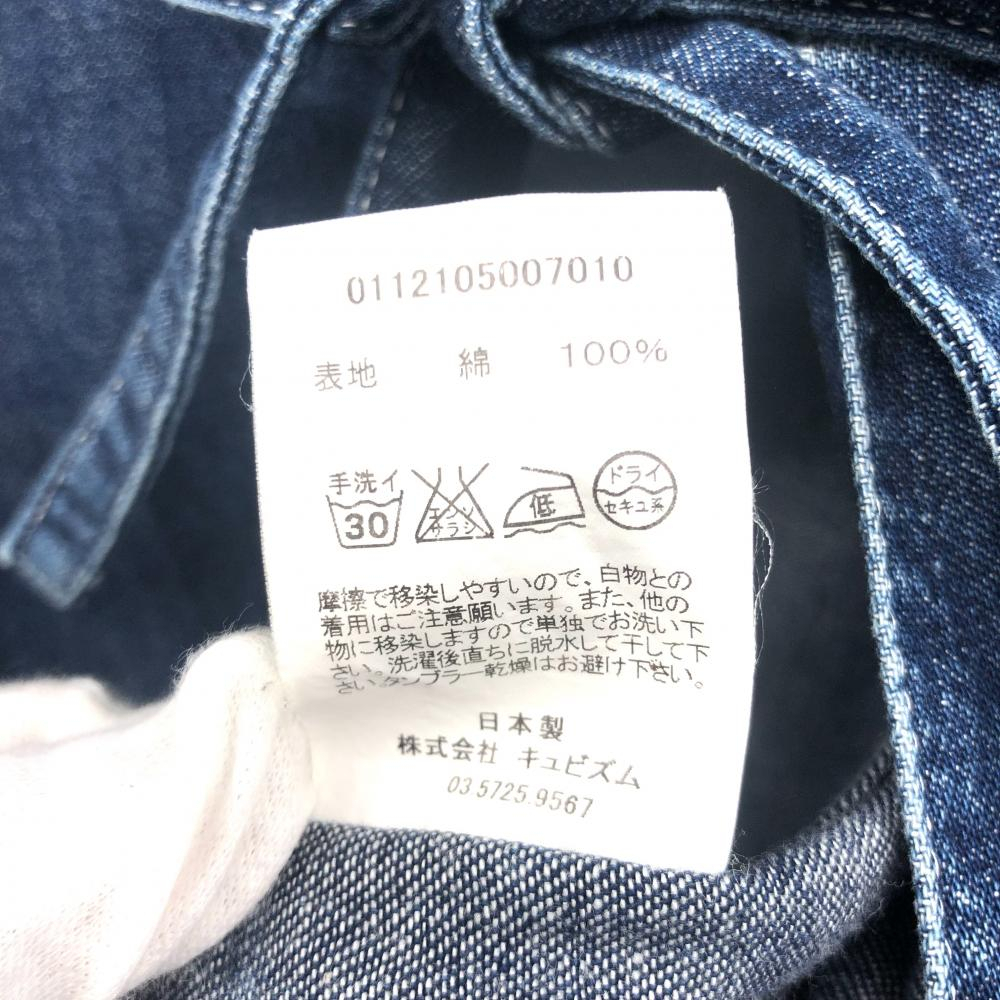 0112105007010
表地 綿 100%
手洗イ ドライ
30 エンソ サラシ 低 セキユ系
摩擦で移染しやすいので、白物との
着用はご注意願います。また、他の
物に移染しますので単独でお洗い下
さい。洗濯後直ちに脱水して干して下
さい。タンブラー乾燥はお避け下さい。
日本製
株式会社 キュビズム
03.5725.9567